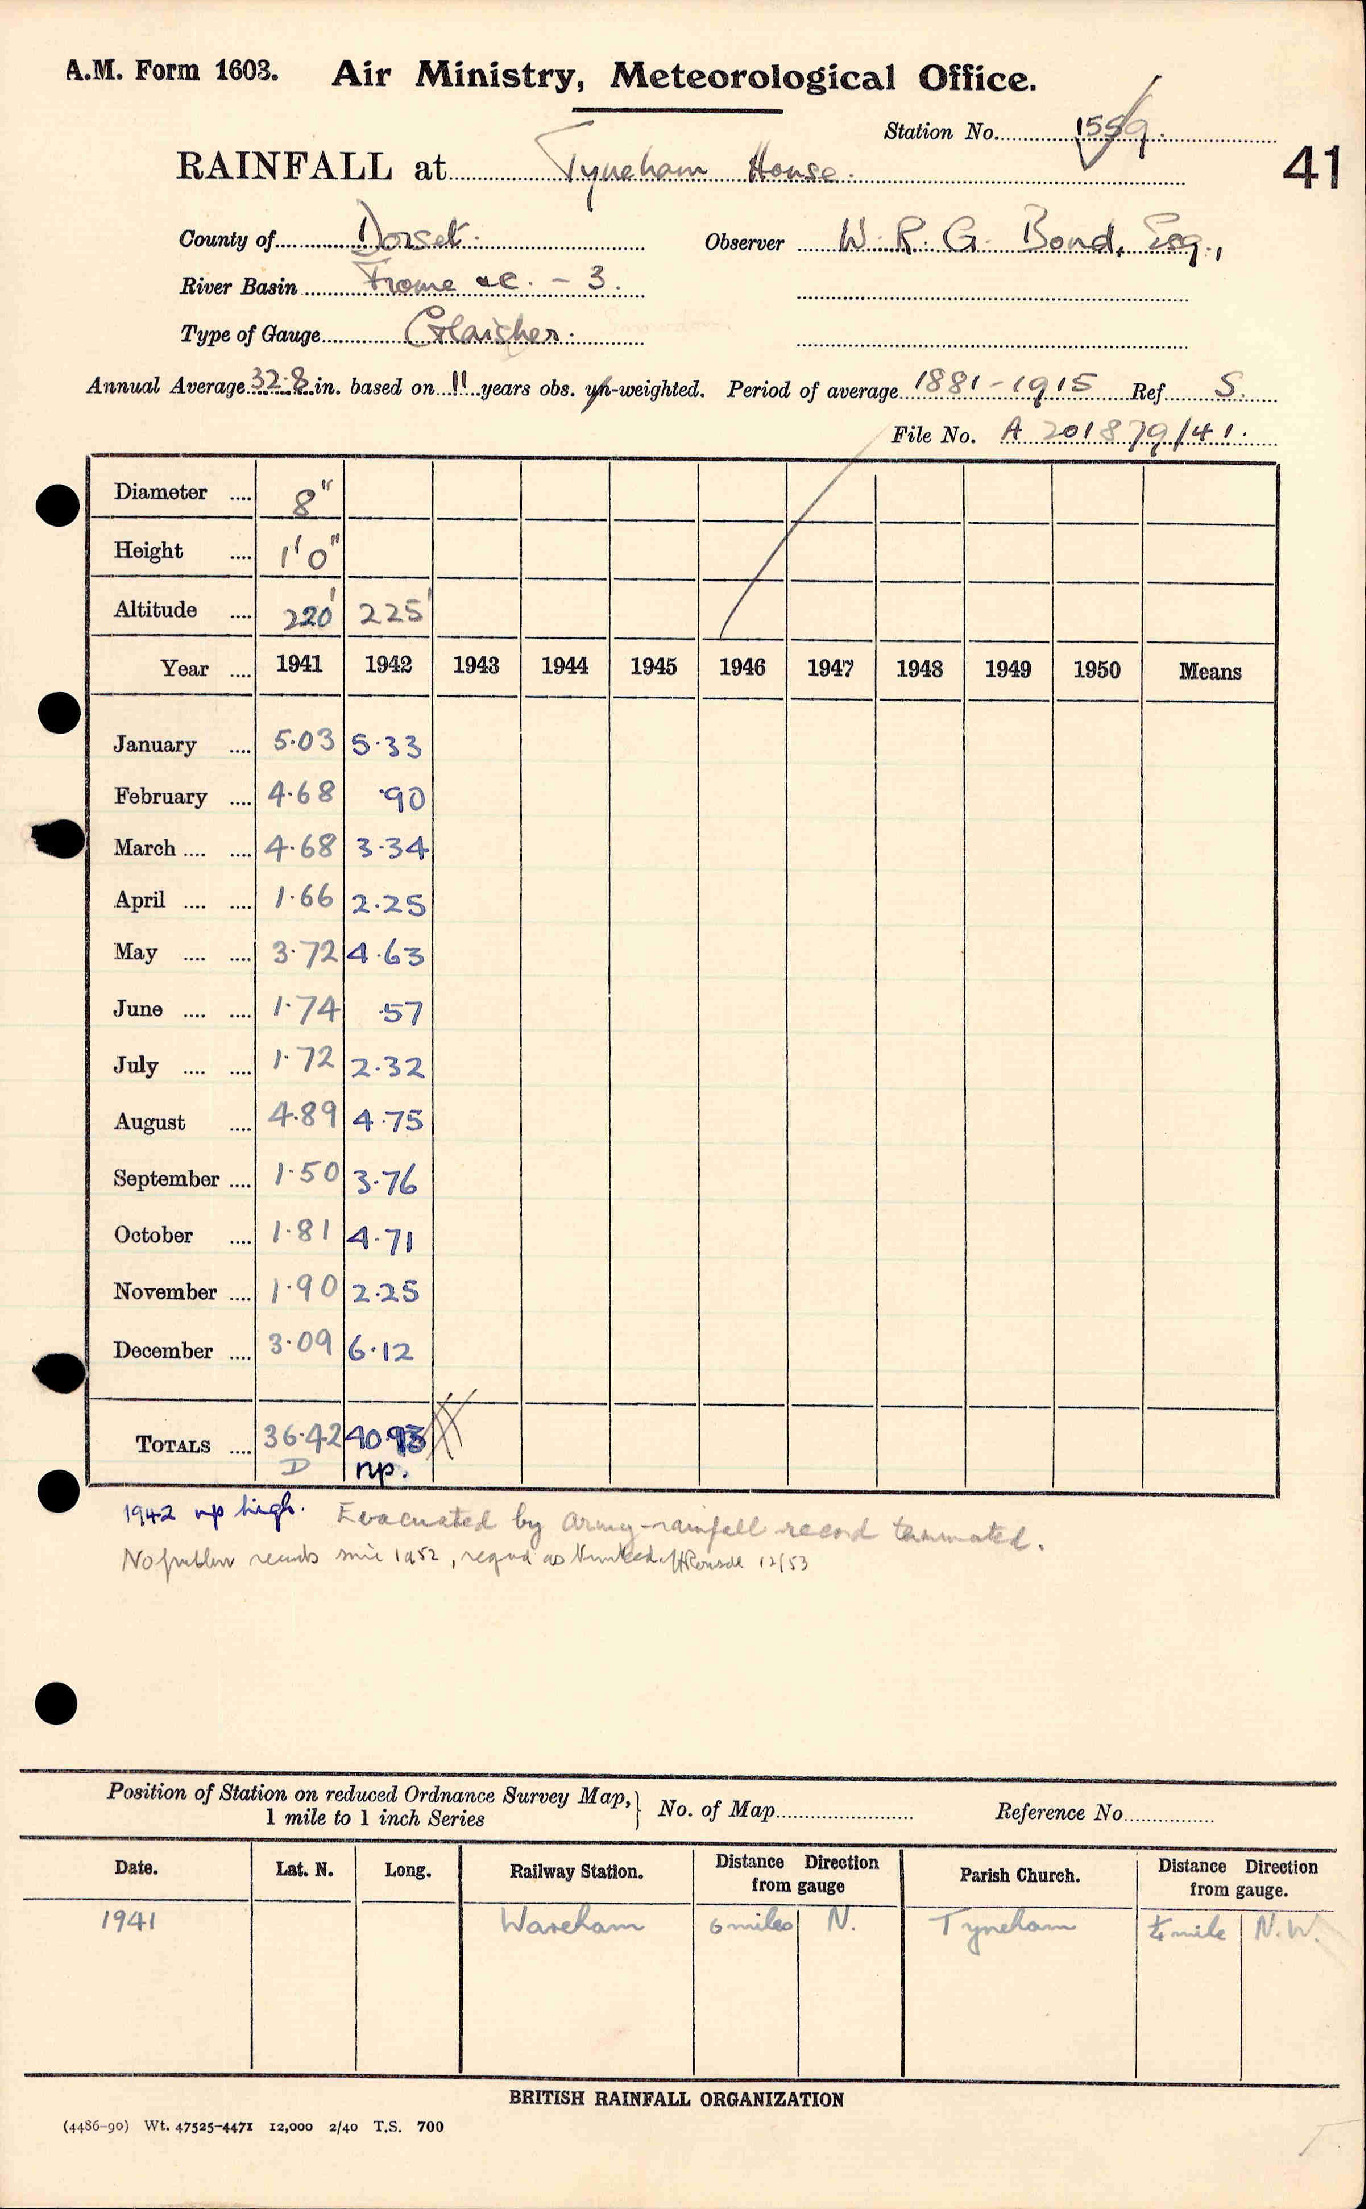 A.M. Form 1603. Air Ministry, Meteorological Office.
Station No. 1559.
41
RAINFALL at Tyneham House.
County of Dorset. Observer W. R. G. Bond, Esq.,
River Basin Frome &c. - 3.
Type of Gauge Glaisher.
Annual Average 32.8 in. based on 11 years obs. un-weighted. Period of average 1881-1915 Ref S.
File No. A 201879/41.
Diameter .... 8"
Height .... 1'0"
Altitude .... 220' 225'
Year .... 1941 1942 1943 1944 1945 1946 1947 1948 1949 1950 Means
January .... 5.03 5.33
February .... 4.68 .90
March .... .... 4.68 3.34
April .... .... 1.66 2.25
May .... .... 3.72 4.63
June .... .... 1.74 .57
July .... .... 1.72 2.32
August .... 4.89 4.75
September .... 1.50 3.76
October .... 1.81 4.71
November .... 1.90 2.25
December .... 3.09 6.12
TOTALS .... 36.42 40.93
D np.
1942 np high. Evacuated by army-rainfall record terminated.
No records since 1952, as 12/53
Position of Station on reduced Ordnance Survey Map,} No. of Map Reference No
1 mile to 1 inch Series
Date. Lat. N. Long. Railway Station. Distance Direction from gauge Parish Church. Distance Direction from gauge.
1941 Wareham 6 miles N. Tyneham ¼ mile N.W.
BRITISH RAINFALL ORGANIZATION
(4486-90) Wt. 47525-4471 12,000 2/40 T.S. 700